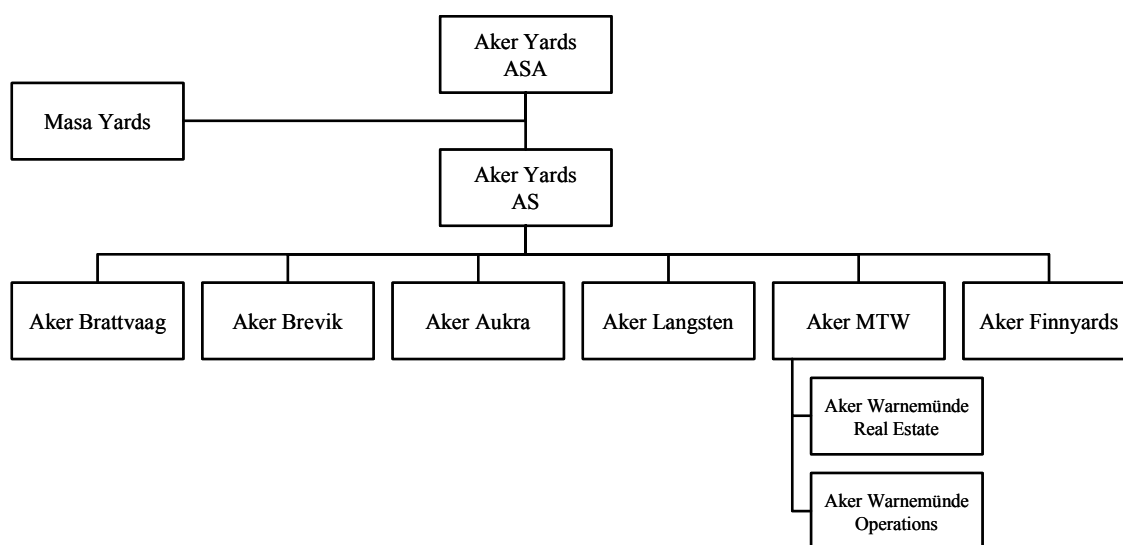 Aker Yards
ASA
Masa Yards
Aker Yards
AS
Aker Brattvaag
Aker Brevik
Aker Aukra
Aker Langsten
Aker MTW
Aker Finnyards
Aker Warnemünde
Real Estate
Aker Warnemünde
Operations